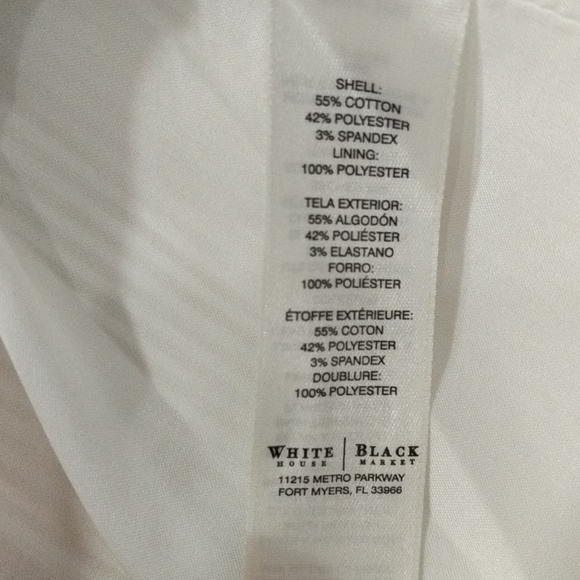 SHELL:
55% COTTON
42% POLYESTER
3% SPANDEX
LINING:
100% POLYESTER
TELA EXTERIOR:
55% ALGODÓN
42% POLIÉSTER
3% ELASTANO
FORRO:
100% POLIÉSTER
ÉTOFFE EXTÉRIEURE:
55% COTON
42% POLYESTER
3% SPANDEX
DOUBLURE:
100% POLYESTER
WHITE | BLACK
HOUSE MARKET
11215 METRO PARKWAY
FORT MYERS, FL 33966